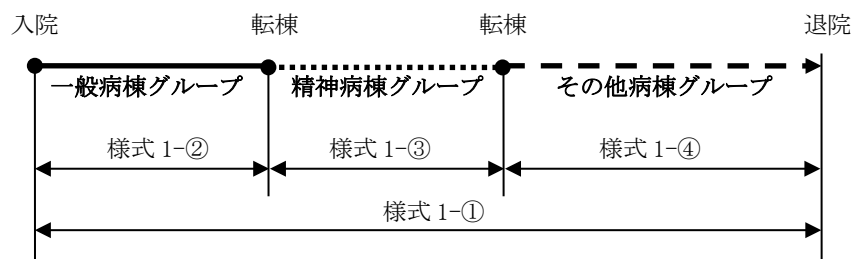 入院 転棟 転棟 退院
一般病棟グループ 精神病棟グループ その他病棟グループ
様式 1-② 様式 1-③ 様式 1-④
様式 1-①